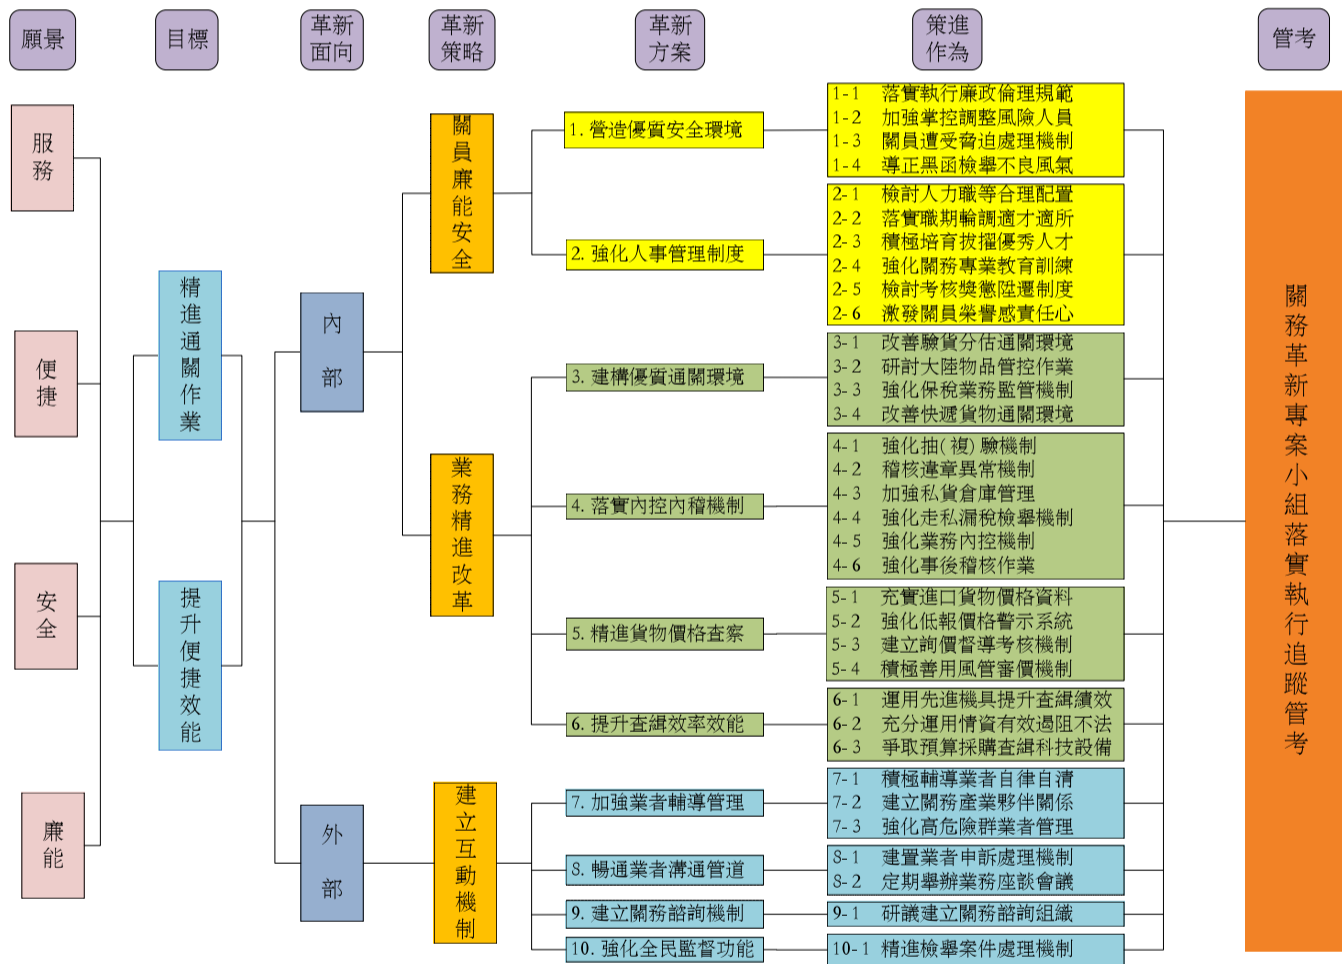 願景
目標
革新
面向
革新
策略
革新
方案
策進
作為
管考
服務
便捷
安全
廉能
精進通關作業
提升便捷效能
內部
外部
關員廉能安全
業務精進改革
建立互動機制
1. 營造優質安全環境
2. 強化人事管理制度
3. 建構優質通關環境
4. 落實內控內稽機制
5. 精進貨物價格查察
6. 提升查緝效率效能
7. 加強業者輔導管理
8. 暢通業者溝通管道
9. 建立關務諮詢機制
10. 強化全民監督功能
1-1 落實執行廉政倫理規範
1-2 加強掌控調整風險人員
1-3 關員遭受脅迫處理機制
1-4 導正黑函檢舉不良風氣
2-1 檢討人力職等合理配置
2-2 落實職期輪調適才適所
2-3 積極培育拔擢優秀人才
2-4 強化關務專業教育訓練
2-5 檢討考核獎懲陞遷制度
2-6 激發關員榮譽感責任心
3-1 改善驗貨分估通關環境
3-2 研討大陸物品管控作業
3-3 強化保稅業務監管機制
3-4 改善快遞貨物通關環境
4-1 強化抽(複)驗機制
4-2 稽核違章異常機制
4-3 加強私貨倉庫管理
4-4 強化走私漏稅檢舉機制
4-5 強化業務內控機制
4-6 強化事後稽核作業
5-1 充實進口貨物價格資料
5-2 強化低報價格警示系統
5-3 建立詢價督導考核機制
5-4 積極善用風管審價機制
6-1 運用先進機具提升查緝績效
6-2 充分運用情資有效遏阻不法
6-3 爭取預算採購查緝科技設備
7-1 積極輔導業者自律自清
7-2 建立關務產業夥伴關係
7-3 強化高危險群業者管理
8-1 建置業者申訴處理機制
8-2 定期舉辦業務座談會議
9-1 研議建立關務諮詢組織
10-1 精進檢舉案件處理機制
關務革新專案小組落實執行追蹤管考